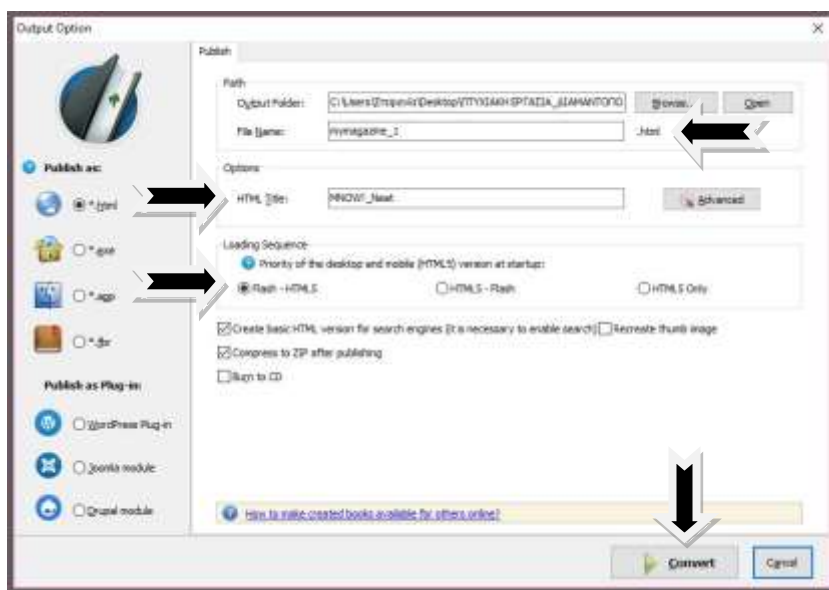 Output Option
Publish
Path
Output Folder: Browse.. Open
File Name: mymagazine_1 .html
Publish as:
Options
*.html
HTML Title: Advanced
*.exe
Loading Sequence
Priority of the desktop and mobile (HTML5) version at startup:
*.app
Flash - HTML5 HTML5 - Flash HTML5 Only
*.fbr
Create basic HTML version for search engines (it is necessary to enable search) Recreate thumb image
Compress to ZIP after publishing
Burn to CD
Publish as Plug-in:
WordPress Plug-in
Joomla module
Drupal module
How to make created books available for others online?
Convert Cancel